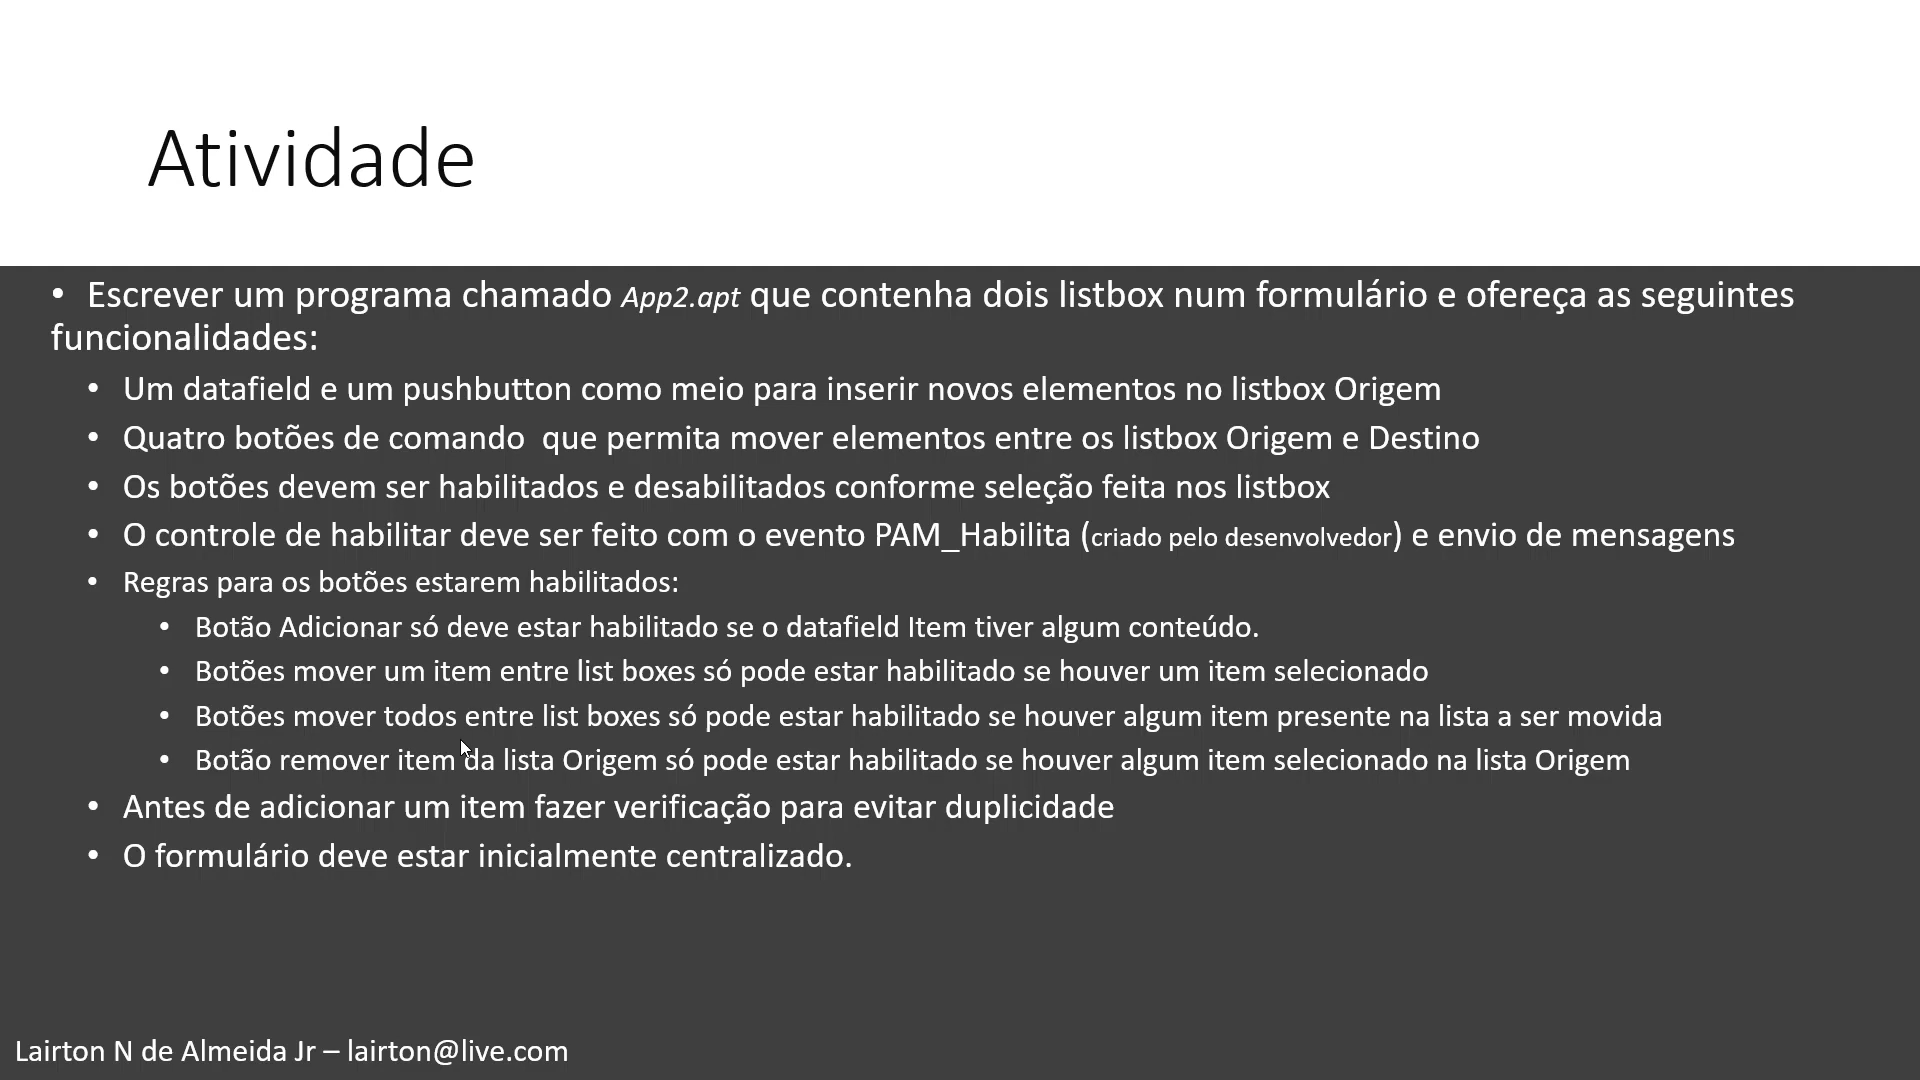 Atividade
• Escrever um programa chamado App2.apt que contenha dois listbox num formulário e ofereça as seguintes
funcionalidades:
• Um datafield e um pushbutton como meio para inserir novos elementos no listbox Origem
• Quatro botões de comando  que permita mover elementos entre os listbox Origem e Destino
• Os botões devem ser habilitados e desabilitados conforme seleção feita nos listbox
• O controle de habilitar deve ser feito com o evento PAM_Habilita (criado pelo desenvolvedor) e envio de mensagens
• Regras para os botões estarem habilitados:
• Botão Adicionar só deve estar habilitado se o datafield Item tiver algum conteúdo.
• Botões mover um item entre list boxes só pode estar habilitado se houver um item selecionado
• Botões mover todos entre list boxes só pode estar habilitado se houver algum item presente na lista a ser movida
• Botão remover item da lista Origem só pode estar habilitado se houver algum item selecionado na lista Origem
• Antes de adicionar um item fazer verificação para evitar duplicidade
• O formulário deve estar inicialmente centralizado.
Lairton N de Almeida Jr – lairton@live.com